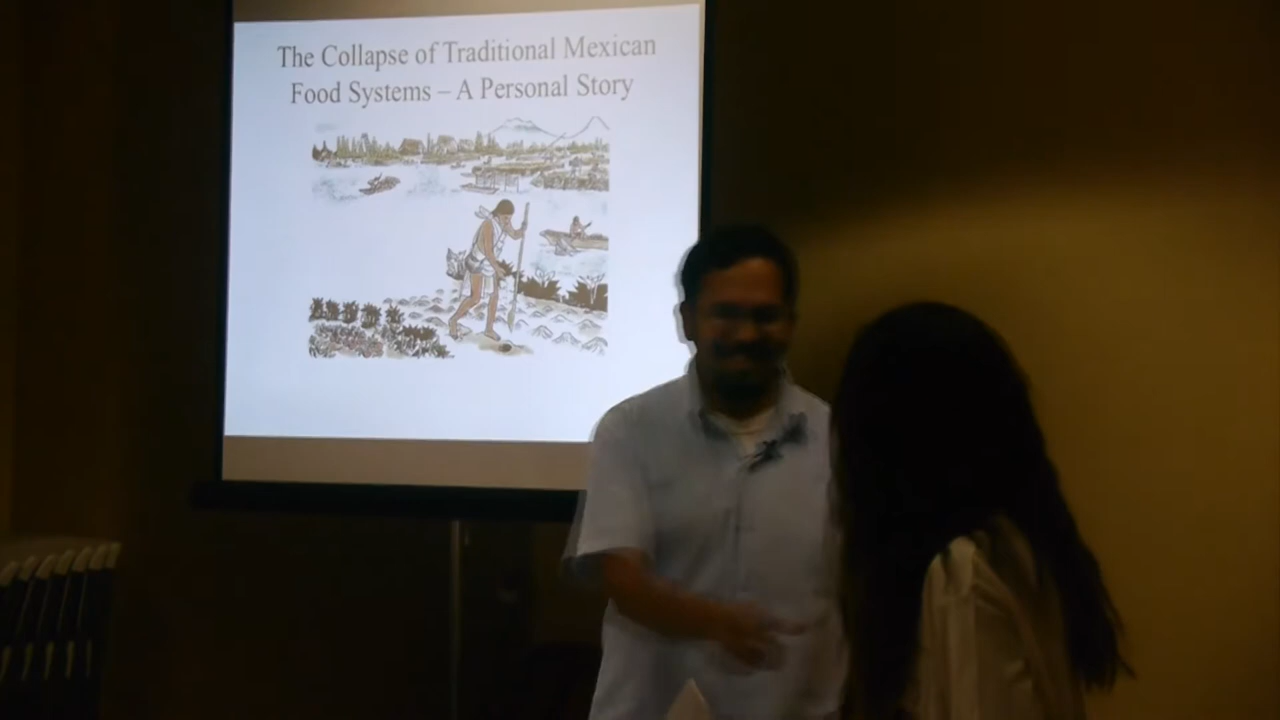 The Collapse of Traditional Mexican
Food Systems – A Personal Story